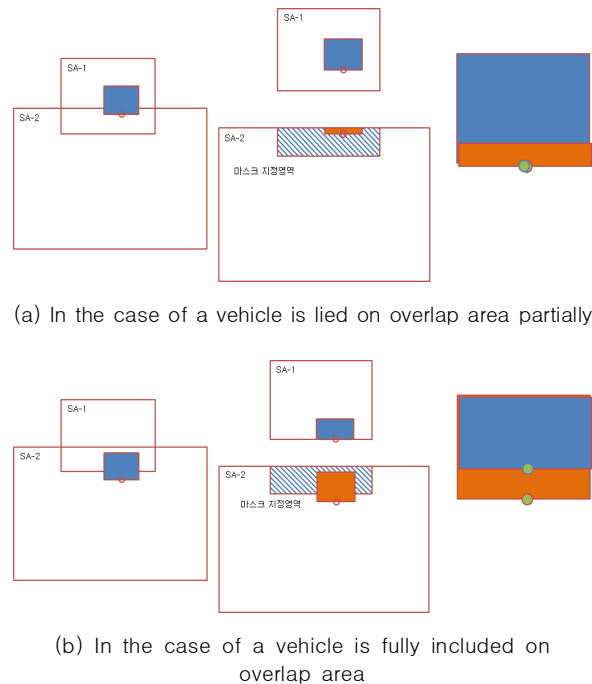 SA-1
SA-1
SA-2
SA-2
마스크 지정영역
(a) In the case of a vehicle is lied on overlap area partially
SA-1
SA-1
SA-2
SA-2
마스크 지정영역
(b) In the case of a vehicle is fully included on
overlap area